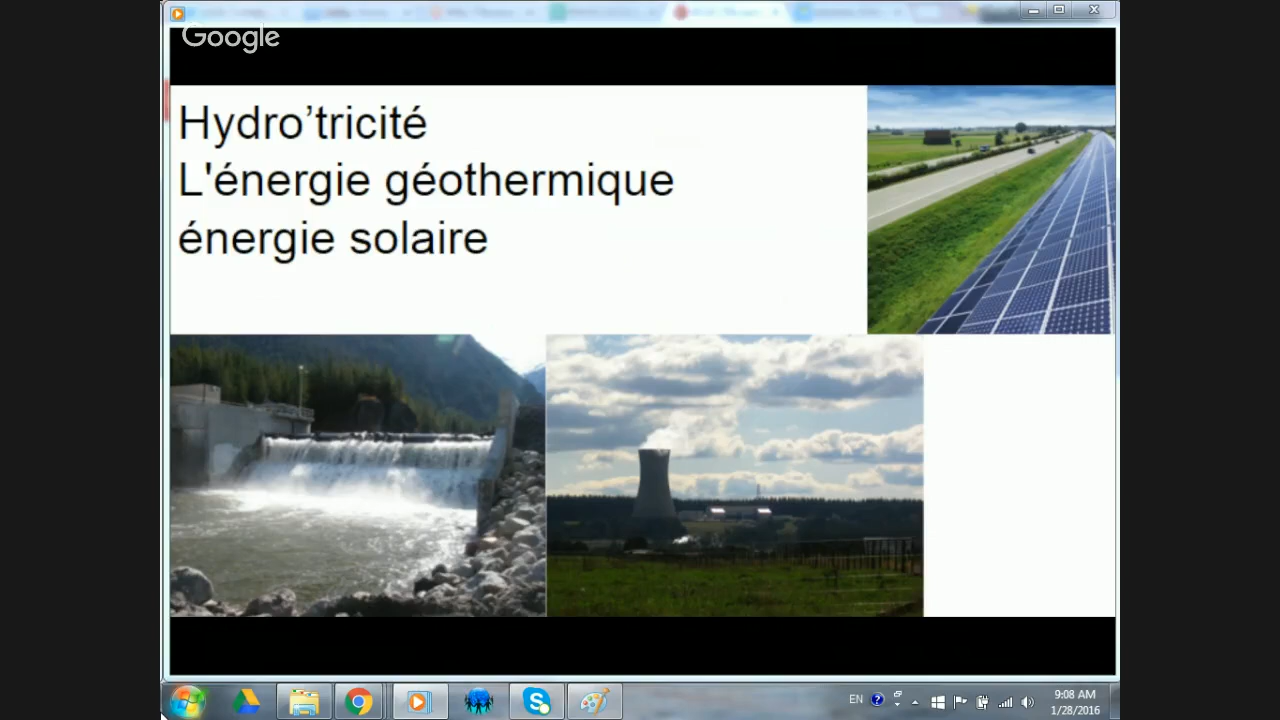 Google
Hydro’tricité
L'énergie géothermique
énergie solaire
EN
9:08 AM
1/28/2016